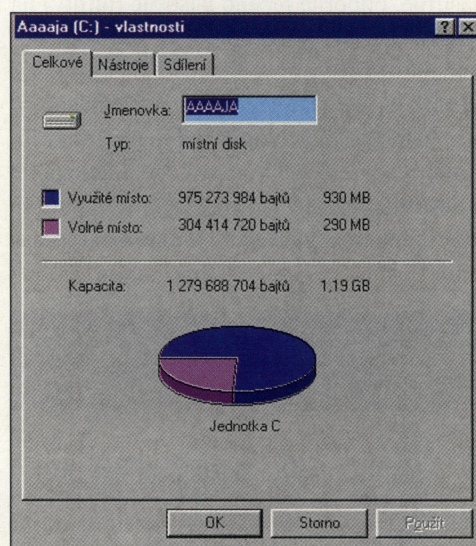 Aaaaja (C:) - vlastnosti
Celkové Nástroje Sdílení
Jmenovka: AAAAJA
Typ: místní disk
Využité místo: 975 273 984 bajtů 930 MB
Volné místo: 304 414 720 bajtů 290 MB
Kapacita: 1 279 688 704 bajtů 1,19 GB
Jednotka C
OK Storno Použít